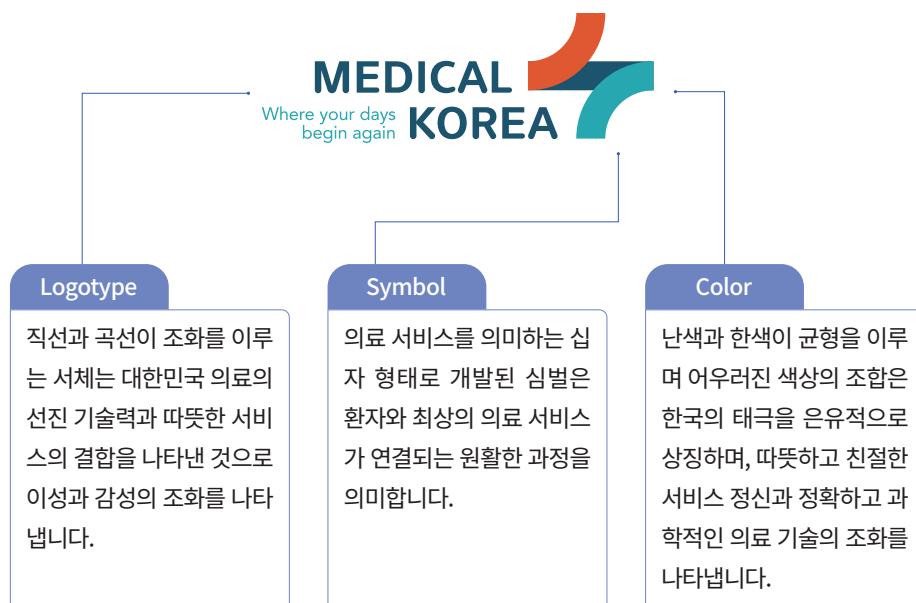 MEDICAL
Where your days
begin again
KOREA
Logotype
직선과 곡선이 조화를 이루
는 서체는 대한민국 의료의
선진 기술력과 따뜻한 서비
스의 결합을 나타낸 것으로
이성과 감성의 조화를 나타
냅니다.
Symbol
의료 서비스를 의미하는 십
자 형태로 개발된 심벌은
환자와 최상의 의료 서비스
가 연결되는 원활한 과정을
의미합니다.
Color
난색과 한색이 균형을 이루
며 어우러진 색상의 조합은
한국의 태극을 은유적으로
상징하며, 따뜻하고 친절한
서비스 정신과 정확하고 과
학적인 의료 기술의 조화를
나타냅니다.